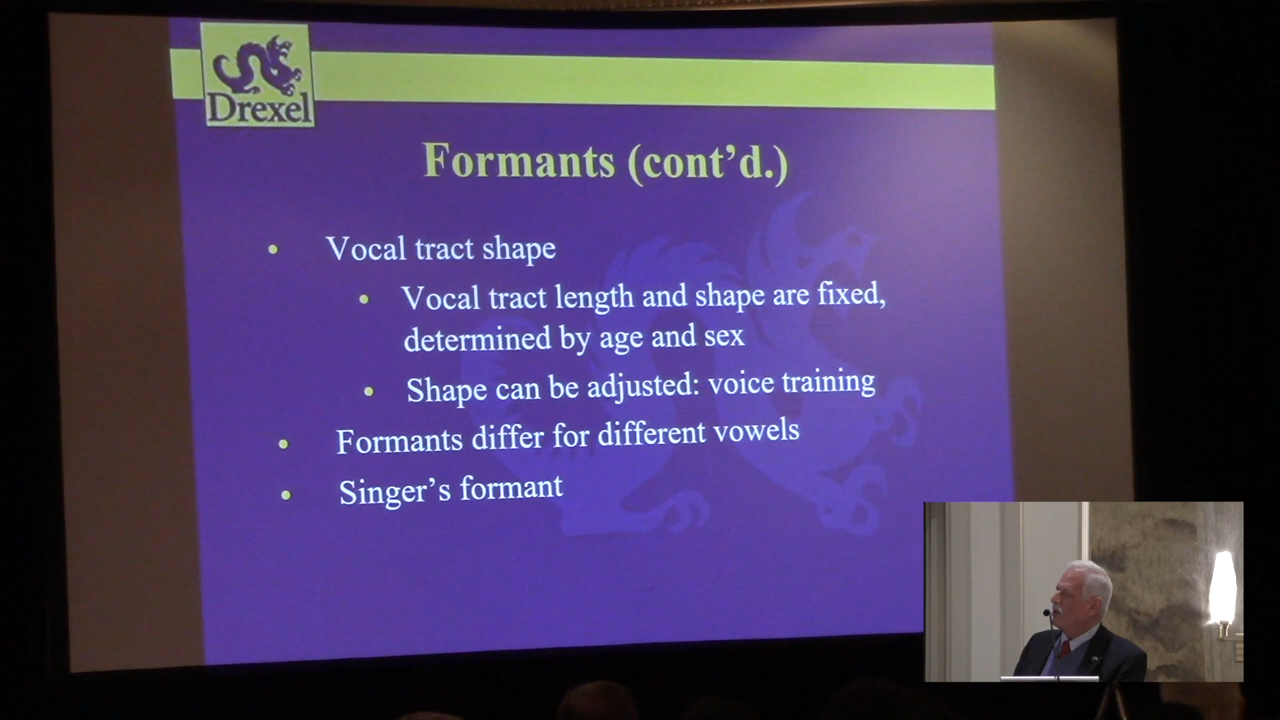 Drexel
Formants (cont’d.)
• Vocal tract shape
• Vocal tract length and shape are fixed,
determined by age and sex
• Shape can be adjusted: voice training
• Formants differ for different vowels
• Singer’s formant